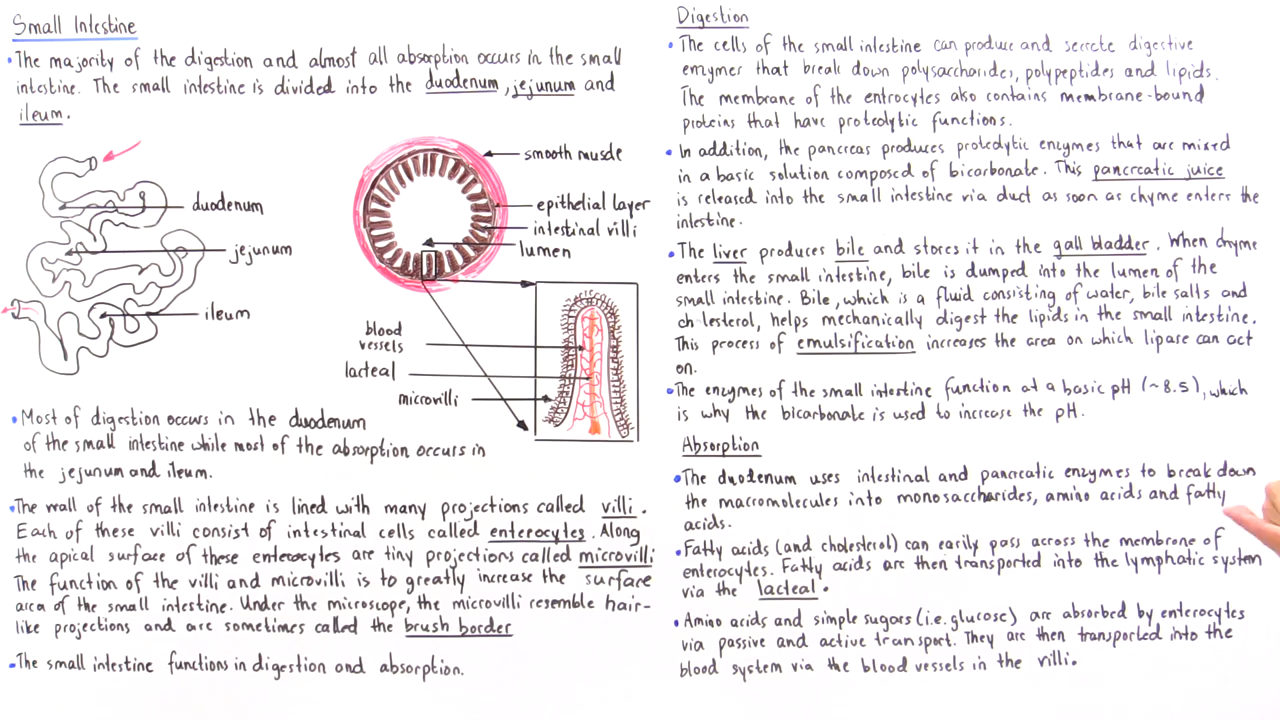 Small Intestine
•The majority of the digestion and almost all absorption occurs in the small
intestine. The small intestine is divided into the duodenum, jejunum and
ileum.
smooth muscle
epithelial layer
intestinal villi
lumen
duodenum
jejunum
ileum
blood
vessels
lacteal
microvilli
•Most of digestion occurs in the duodenum
of the small intestine while most of the absorption occurs in
the jejunum and ileum.
•The wall of the small intestine is lined with many projections called villi.
Each of these villi consist of intestinal cells called enterocytes. Along
the apical surface of these enterocytes are tiny projections called microvilli
The function of the villi and microvilli is to greatly increase the surface
area of the small intestine. Under the microscope, the microvilli resemble hair-
like projections and are sometimes called the brush border
•The small intestine functions in digestion and absorption.
Digestion
•The cells of the small intestine can produce and secrete digestive
enzymes that break down polysaccharides, polypeptides and lipids.
The membrane of the entrocytes also contains membrane-bound
proteins that have proteolytic functions.
•In addition, the pancreas produces proteolytic enzymes that are mixed
in a basic solution composed of bicarbonate. This pancreatic juice
is released into the small intestine via duct as soon as chyme enters the
intestine.
•The liver produces bile and stores it in the gall bladder. When chyme
enters the small intestine, bile is dumped into the lumen of the
small intestine. Bile, which is a fluid consisting of water, bile salts and
ch lesterol, helps mechanically digest the lipids in the small intestine.
This process of emulsification increases the area on which lipase can act
on.
•The enzymes of the small intestine function at a basic pH (~8.5), which
is why the bicarbonate is used to increase the pH.
Absorption
•The duodenum uses intestinal and pancreatic enzymes to break down
the macromolecules into monosaccharides, amino acids and fatty
acids.
•Fatty acids (and cholesterol) can easily pass across the membrane of
enterocytes. Fatty acids are then transported into the lymphatic system
via the lacteal.
•Amino acids and simple sugars (i.e. glucose) are absorbed by enterocytes
via passive and active transport. They are then transported into the
blood system via the blood vessels in the villi.